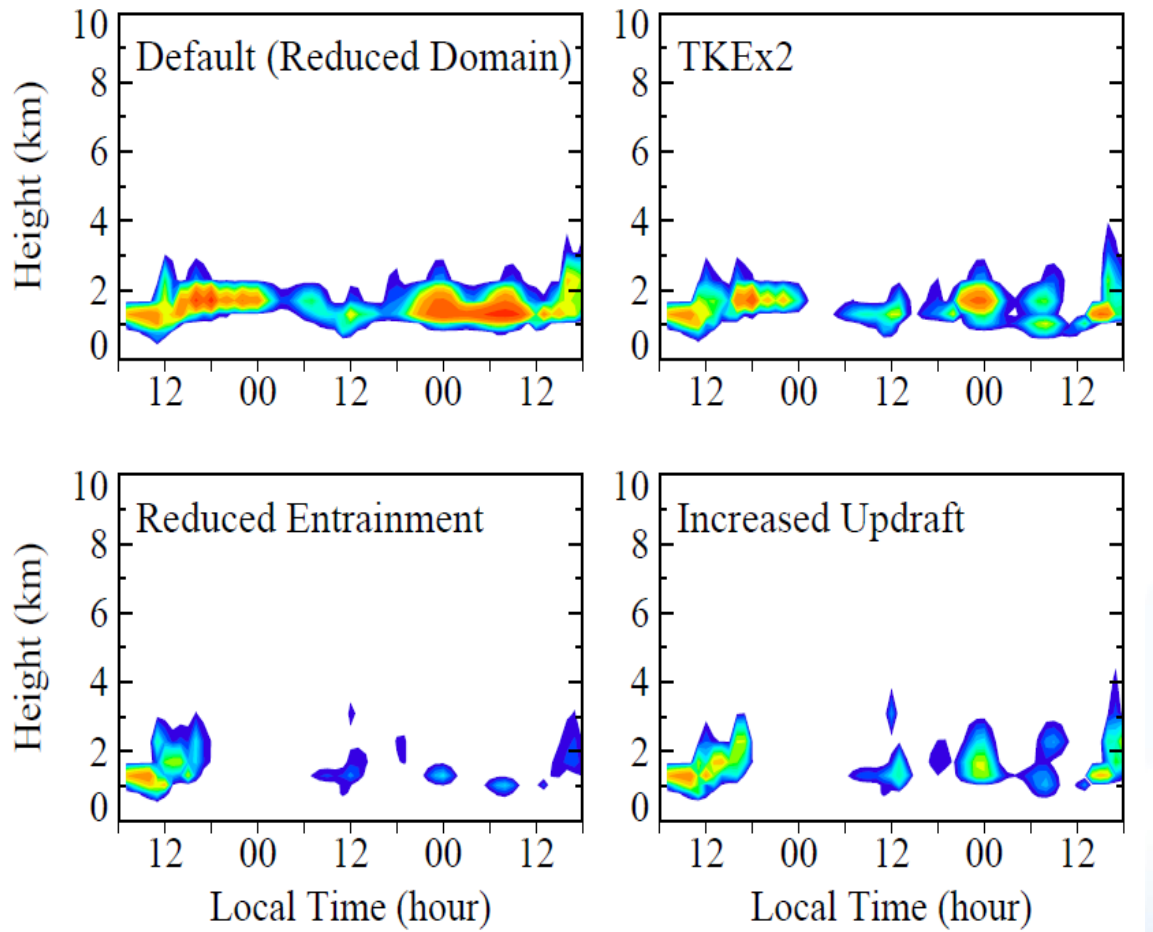 Default (Reduced Domain)
10
8
6
4
2
0
Height (km)
12 00 12 00 12
TKEx2
10
8
6
4
2
0
12 00 12 00 12
Reduced Entrainment
10
8
6
4
2
0
Height (km)
12 00 12 00 12
Local Time (hour)
Increased Updraft
10
8
6
4
2
0
12 00 12 00 12
Local Time (hour)